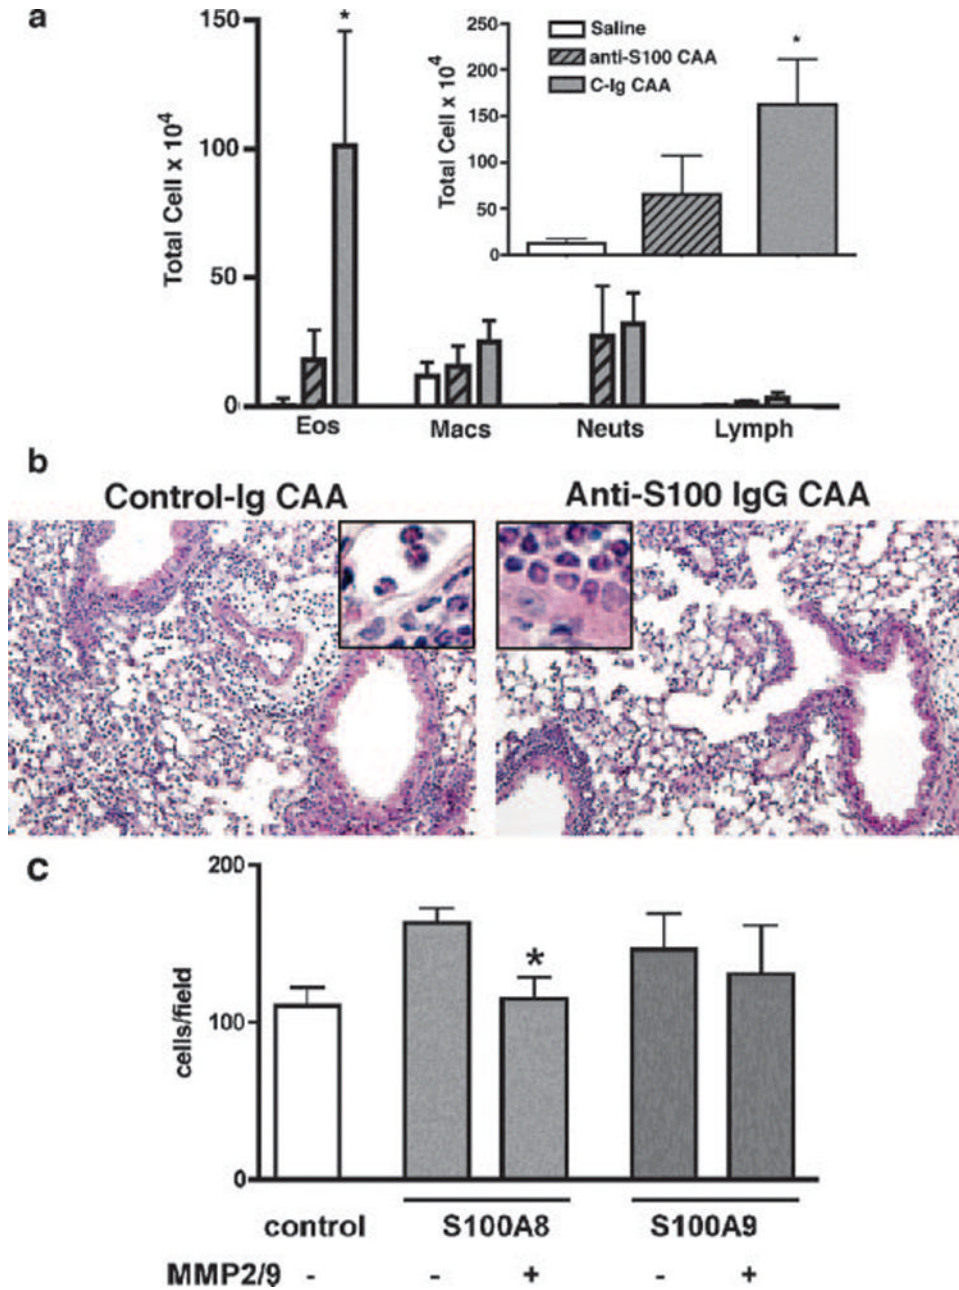 a
150
100
50
0
Total Cell x 10⁴
*
Eos
Macs
Neuts
Lymph
250
200
150
100
50
0
Total Cell x 10⁴
Saline
anti-S100 CAA
C-Ig CAA
*
b
Control-Ig CAA
Anti-S100 IgG CAA
c
200
100
0
cells/field
*
control
S100A8
S100A9
MMP2/9 - - + - +